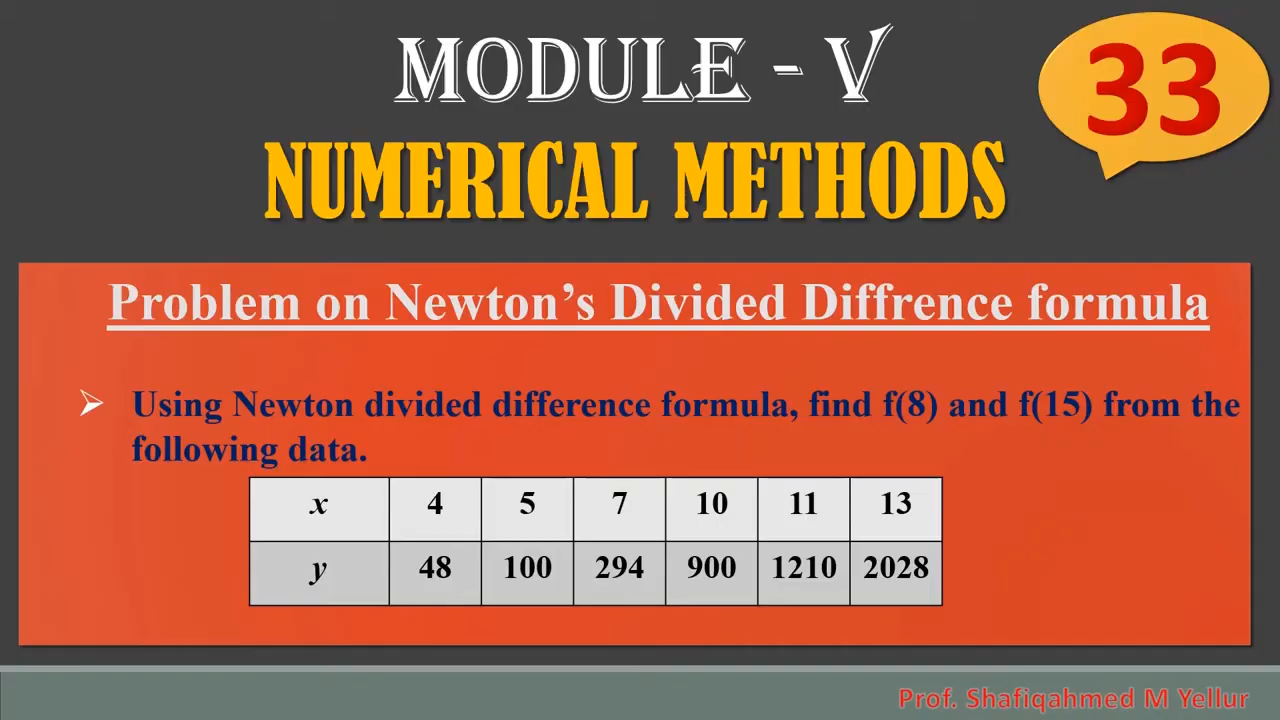 MODULE - V
33
NUMERICAL METHODS
Problem on Newton’s Divided Diffrence formula
➢ Using Newton divided difference formula, find f(8) and f(15) from the
following data.
x 4 5 7 10 11 13
y 48 100 294 900 1210 2028
Prof. Shafiqahmed M Yellur